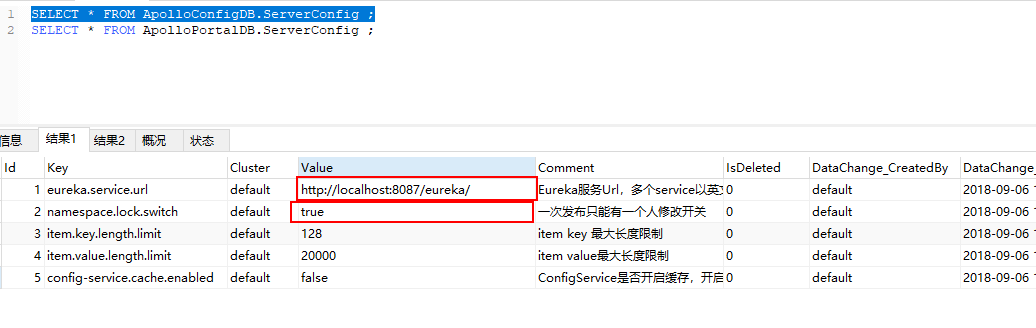 1 SELECT * FROM ApolloConfigDB.ServerConfig ;
2 SELECT * FROM ApolloPortalDB.ServerConfig ;
信息 结果1 结果2 概况 状态
Id Key Cluster Value Comment IsDeleted DataChange_CreatedBy DataChange_
1 eureka.service.url default http://localhost:8087/eureka/ Eureka服务Url，多个service以英文 0 default 2018-09-06 1
2 namespace.lock.switch default true 一次发布只能有一个人修改开关 0 default 2018-09-06 1
3 item.key.length.limit default 128 item key 最大长度限制 0 default 2018-09-06 1
4 item.value.length.limit default 20000 item value最大长度限制 0 default 2018-09-06 1
5 config-service.cache.enabled default false ConfigService是否开启缓存，开启 0 default 2018-09-06 1